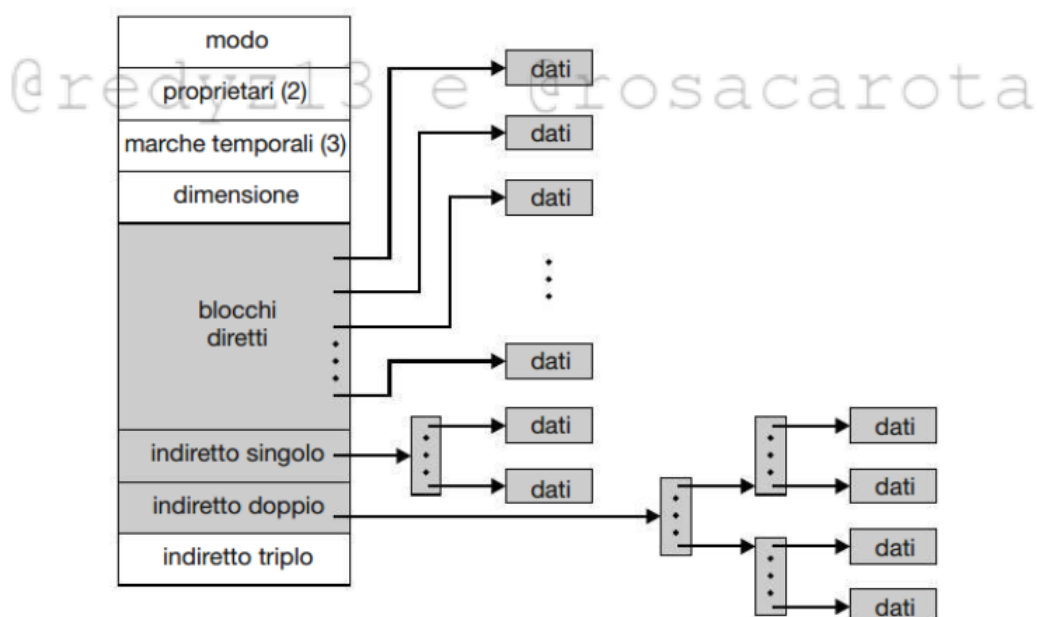 modo
@redyz13 e @rosacarota
proprietari (2)
marche temporali (3)
dimensione
blocchi
diretti
indiretto singolo
indiretto doppio
indiretto triplo
dati
dati
dati
dati
dati
dati
dati
dati
dati
dati